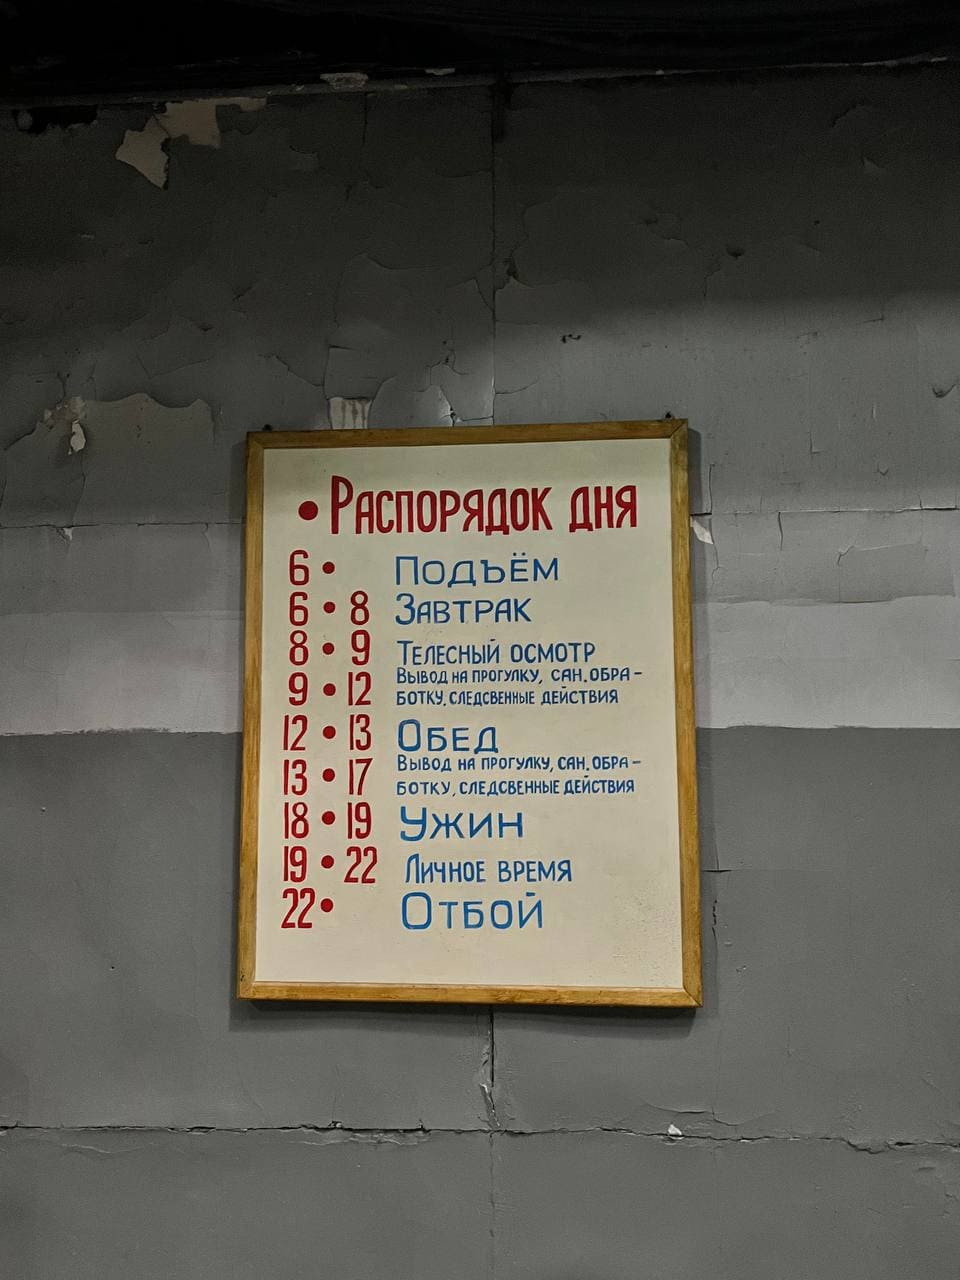 • Распорядок дня
6 • Подъём
6 • 8 Завтрак
8 • 9 Телесный осмотр
9 • 12 Вывод на прогулку, сан.обра-
ботку, следсвенные действия
12 • 13 Обед
13 • 17 Вывод на прогулку, сан.обра-
ботку, следсвенные действия
18 • 19 Ужин
19 • 22 Личное время
22 • Отбой